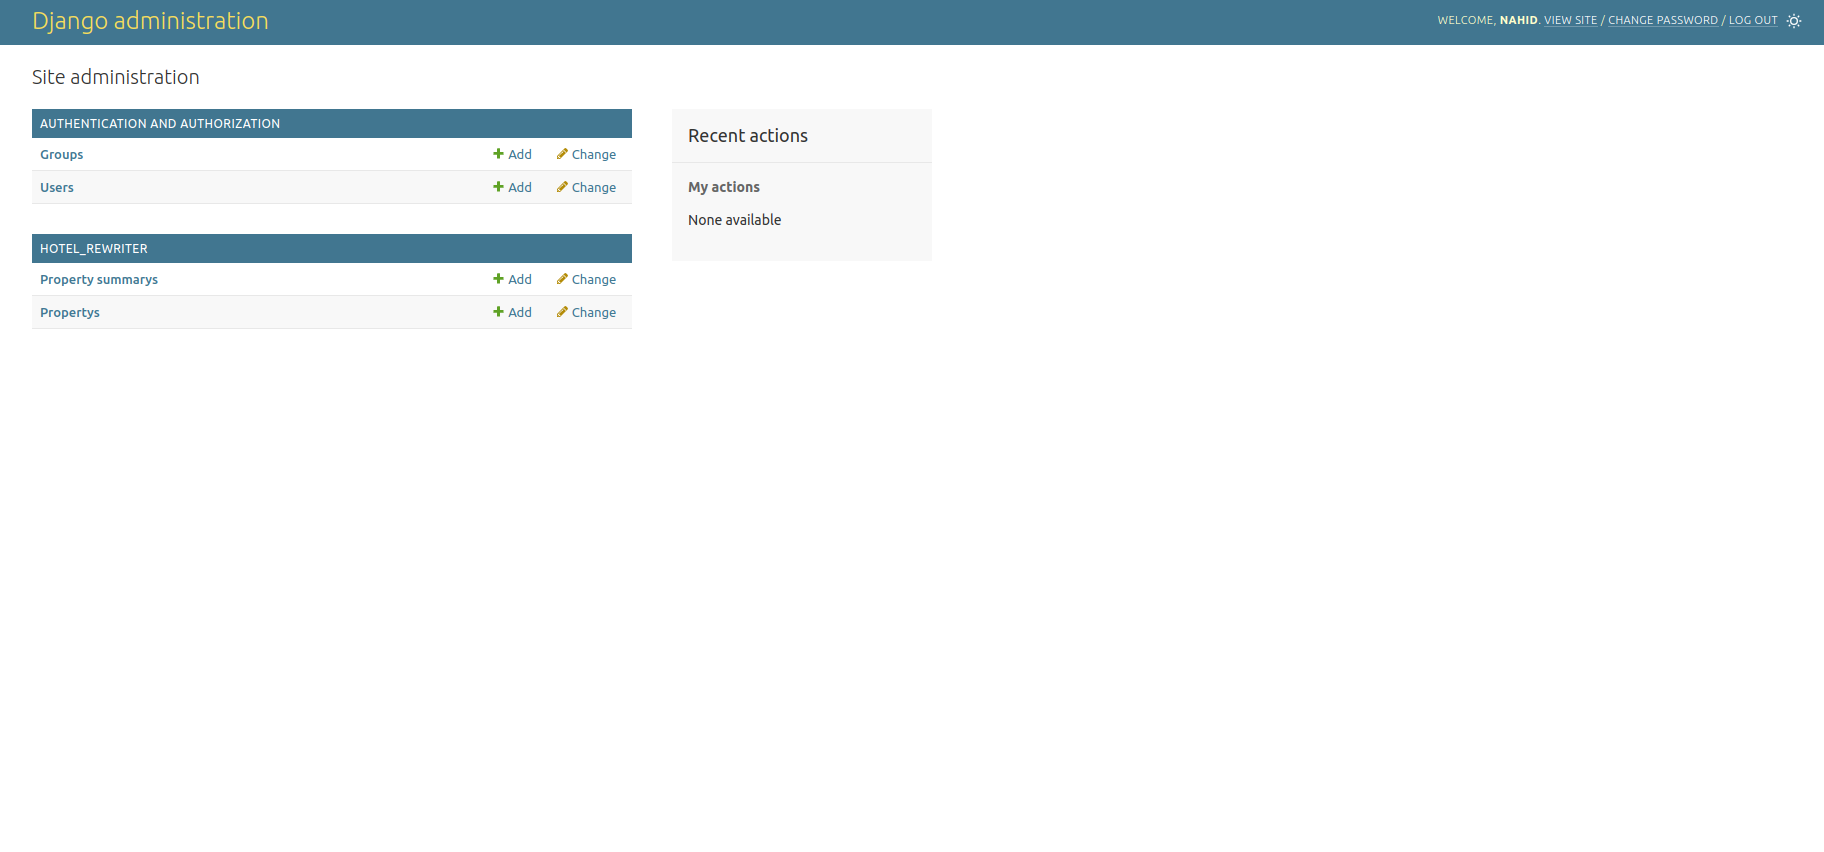 Django administration
WELCOME, NAHID. VIEW SITE / CHANGE PASSWORD / LOG OUT
Site administration
AUTHENTICATION AND AUTHORIZATION
Groups Add Change
Users Add Change
HOTEL_REWRITER
Property summarys Add Change
Propertys Add Change
Recent actions
My actions
None available